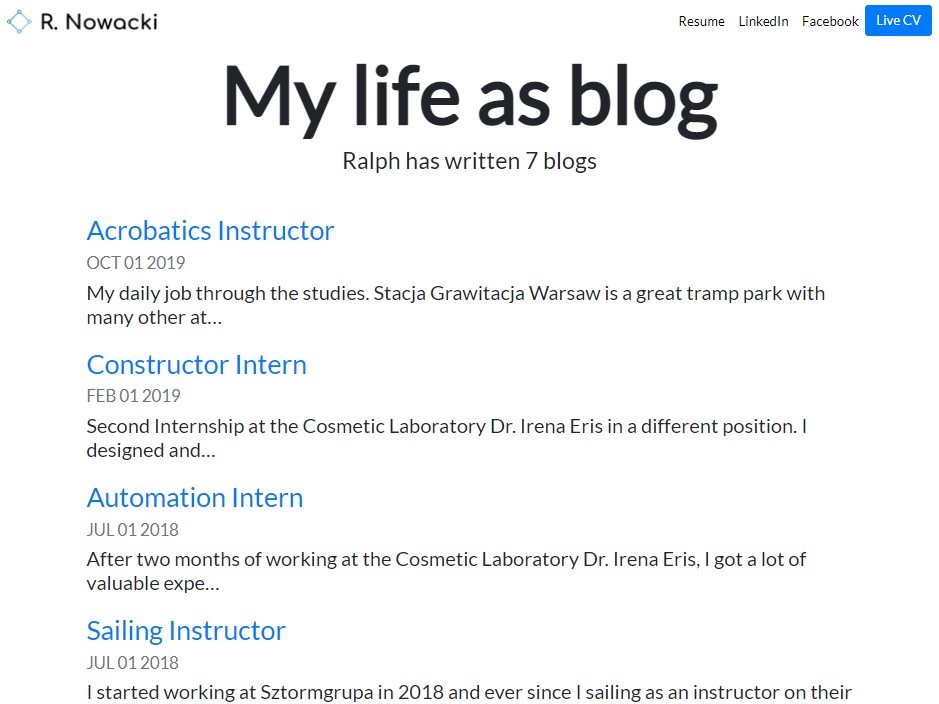 R. Nowacki
Resume LinkedIn Facebook Live CV
My life as blog
Ralph has written 7 blogs
Acrobatics Instructor
OCT 01 2019
My daily job through the studies. Stacja Grawitacja Warsaw is a great tramp park with
many other at...
Constructor Intern
FEB 01 2019
Second Internship at the Cosmetic Laboratory Dr. Irena Eris in a different position. I
designed and...
Automation Intern
JUL 01 2018
After two months of working at the Cosmetic Laboratory Dr. Irena Eris, I got a lot of
valuable expe...
Sailing Instructor
JUL 01 2018
I started working at Sztormgrupa in 2018 and ever since I sailing as an instructor on their